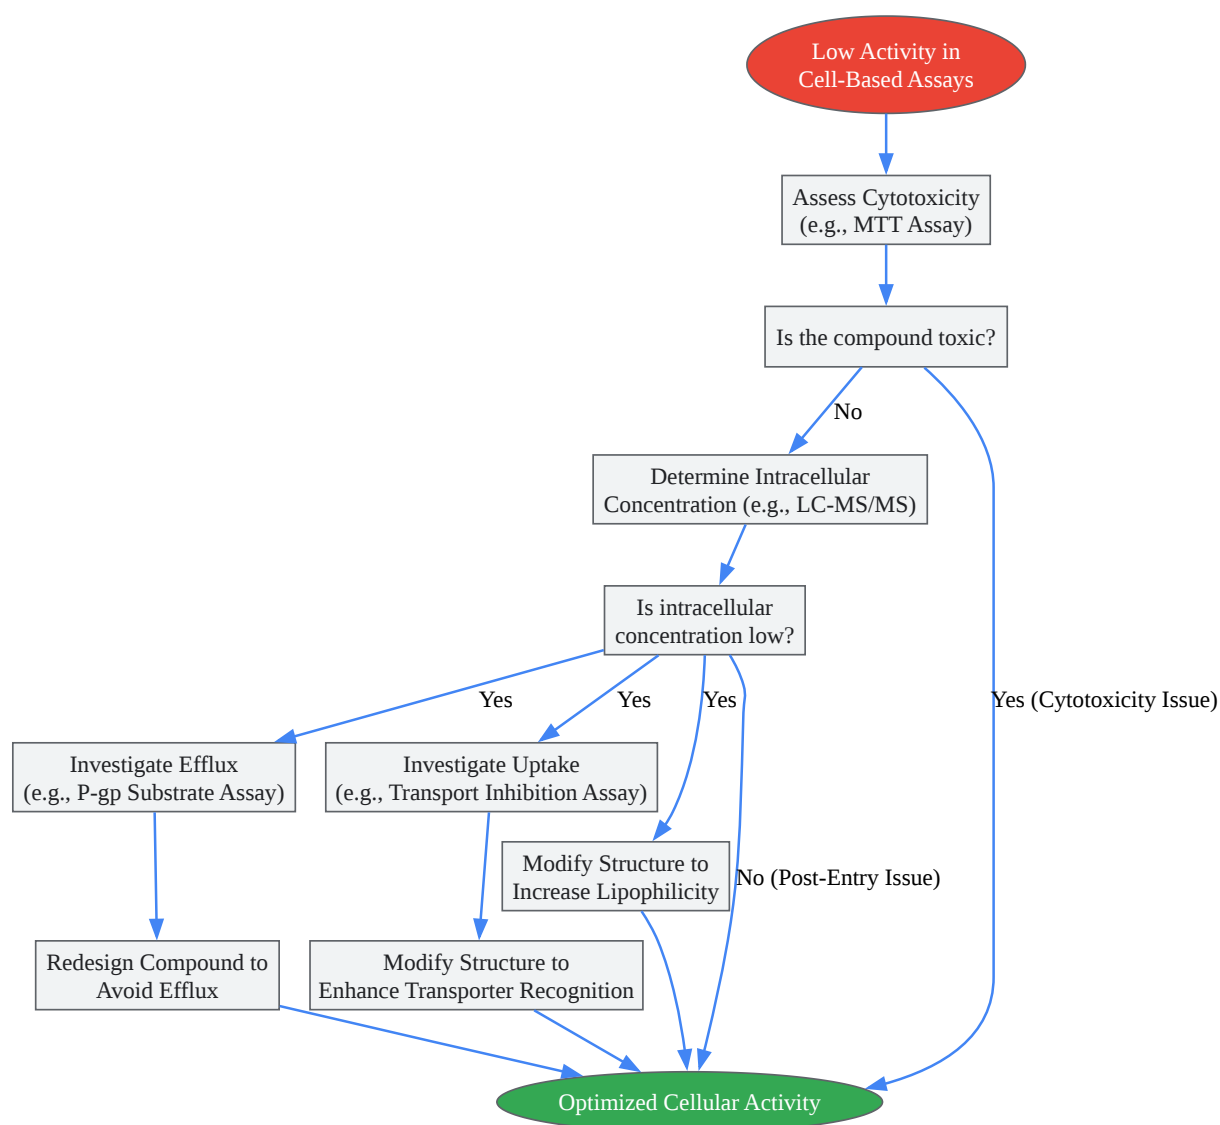 Low Activity in
Cell-Based Assays
Assess Cytotoxicity
(e.g., MTT Assay)
Is the compound toxic?
No
Determine Intracellular
Concentration (e.g., LC-MS/MS)
Is intracellular
concentration low?
Yes
Yes
Yes
Yes (Cytotoxicity Issue)
Investigate Efflux
(e.g., P-gp Substrate Assay)
Investigate Uptake
(e.g., Transport Inhibition Assay)
Modify Structure to
Increase Lipophilicity
No (Post-Entry Issue)
Redesign Compound to
Avoid Efflux
Modify Structure to
Enhance Transporter Recognition
Optimized Cellular Activity